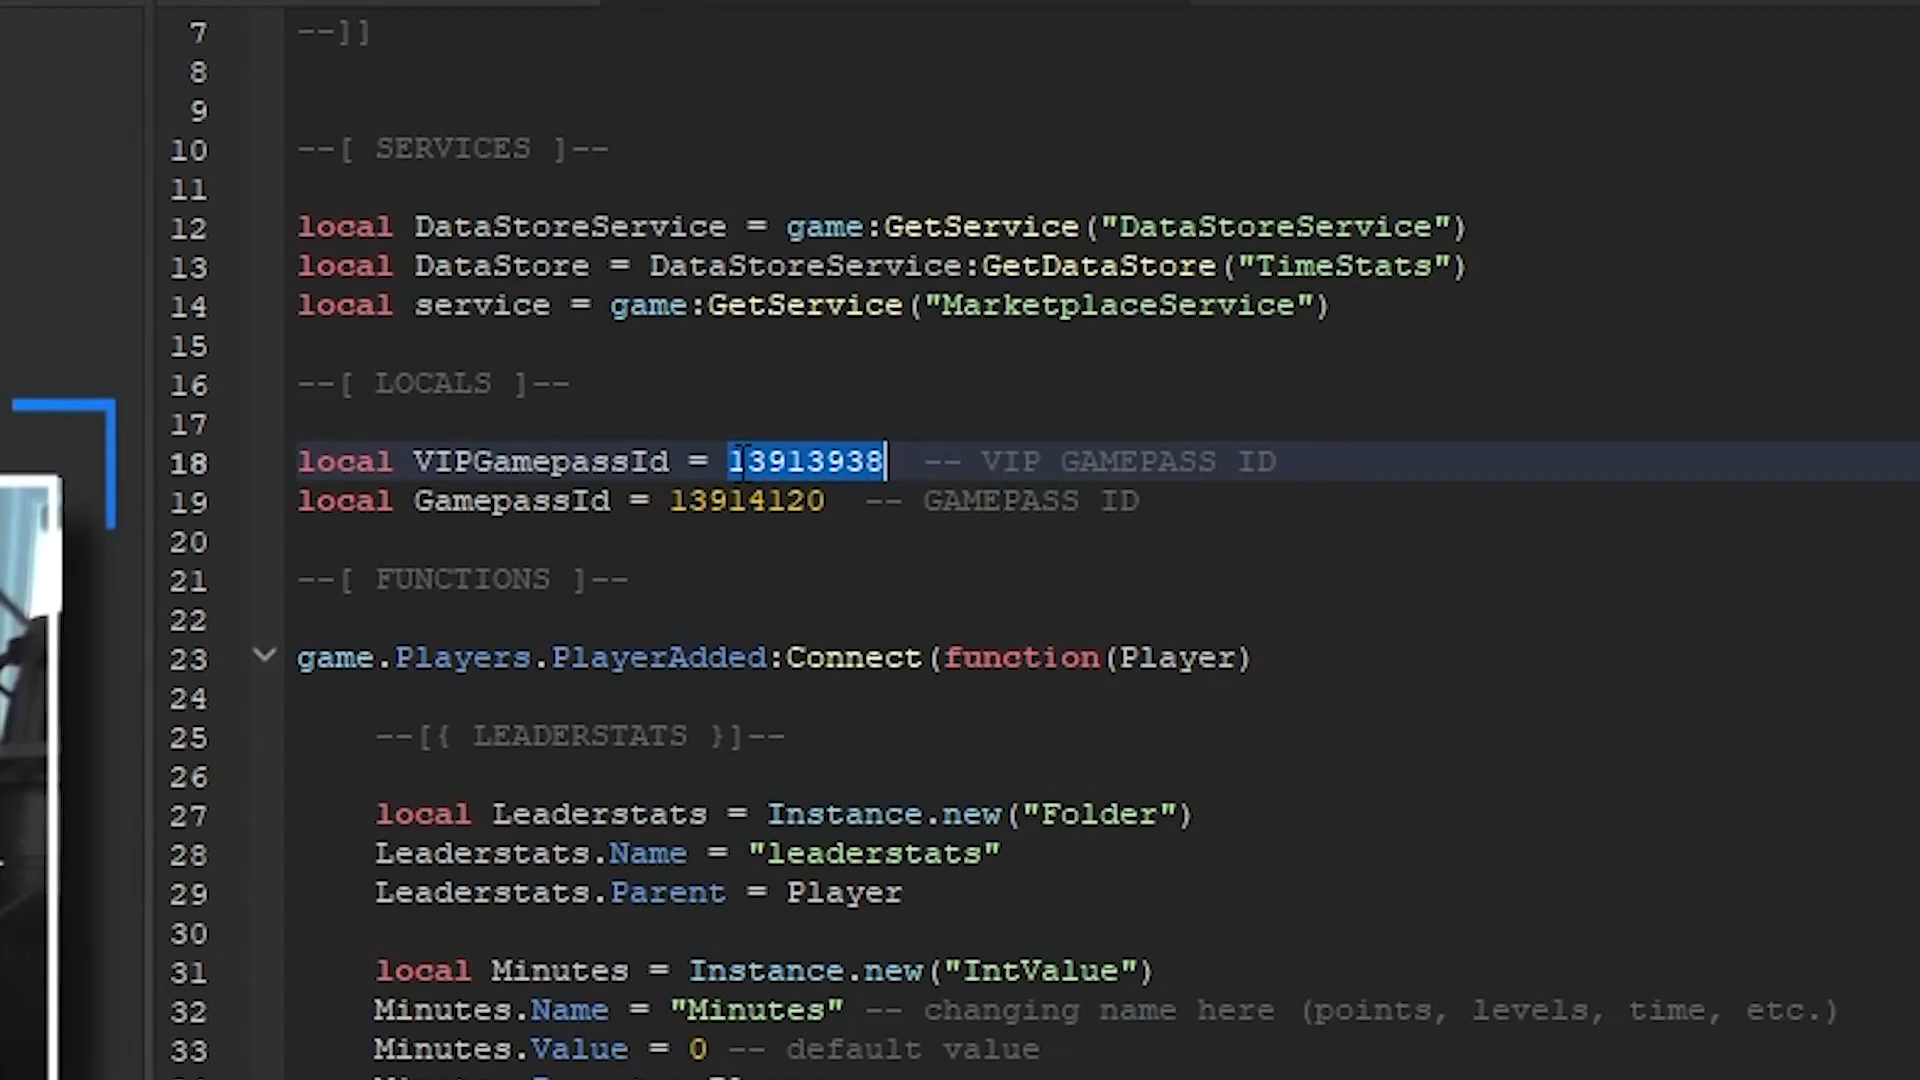 7 --]]
8
9
10 --[ SERVICES ]--
11
12 local DataStoreService = game:GetService("DataStoreService")
13 local DataStore = DataStoreService:GetDataStore("TimeStats")
14 local service = game:GetService("MarketplaceService")
15
16 --[ LOCALS ]--
17
18 local VIPGamepassId = 13913938  -- VIP GAMEPASS ID
19 local GamepassId = 13914120  -- GAMEPASS ID
20
21 --[ FUNCTIONS ]--
22
23 game.Players.PlayerAdded:Connect(function(Player)
24
25     --[{ LEADERSTATS }]--
26
27     local Leaderstats = Instance.new("Folder")
28     Leaderstats.Name = "leaderstats"
29     Leaderstats.Parent = Player
30
31     local Minutes = Instance.new("IntValue")
32     Minutes.Name = "Minutes" -- changing name here (points, levels, time, etc.)
33     Minutes.Value = 0 -- default value